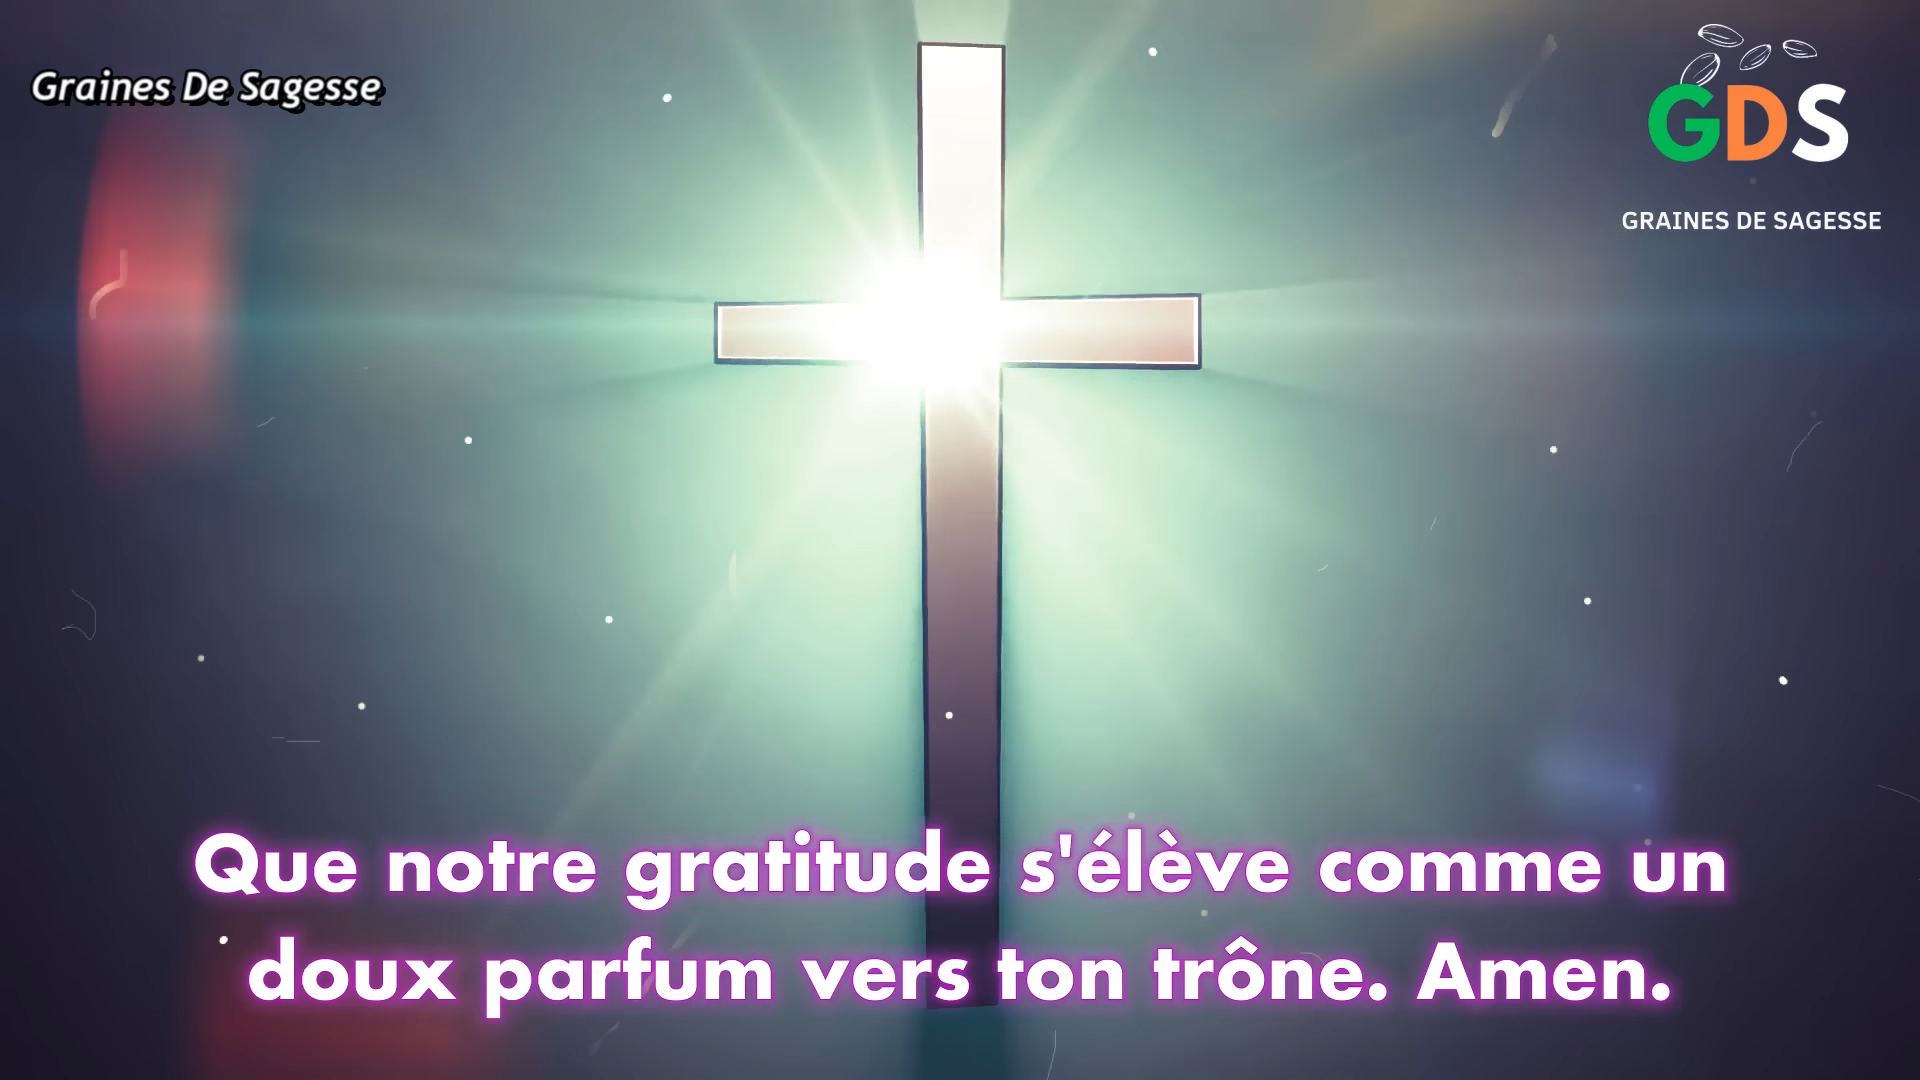 Graines De Sagesse
GDS
GRAINES DE SAGESSE
Que notre gratitude s'élève comme un
doux parfum vers ton trône. Amen.